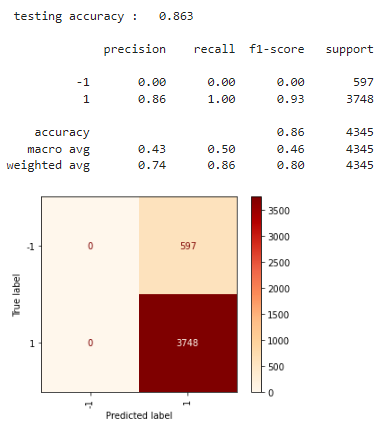 testing accuracy :   0.863
precision    recall  f1-score   support
-1       0.00      0.00      0.00       597
1       0.86      1.00      0.93      3748
accuracy                           0.86      4345
macro avg       0.43      0.50      0.46      4345
weighted avg       0.74      0.86      0.80      4345
3500
3000
2500
2000
1500
1000
500
0
True label
-1
0
597
1
0
3748
-1
1
Predicted label